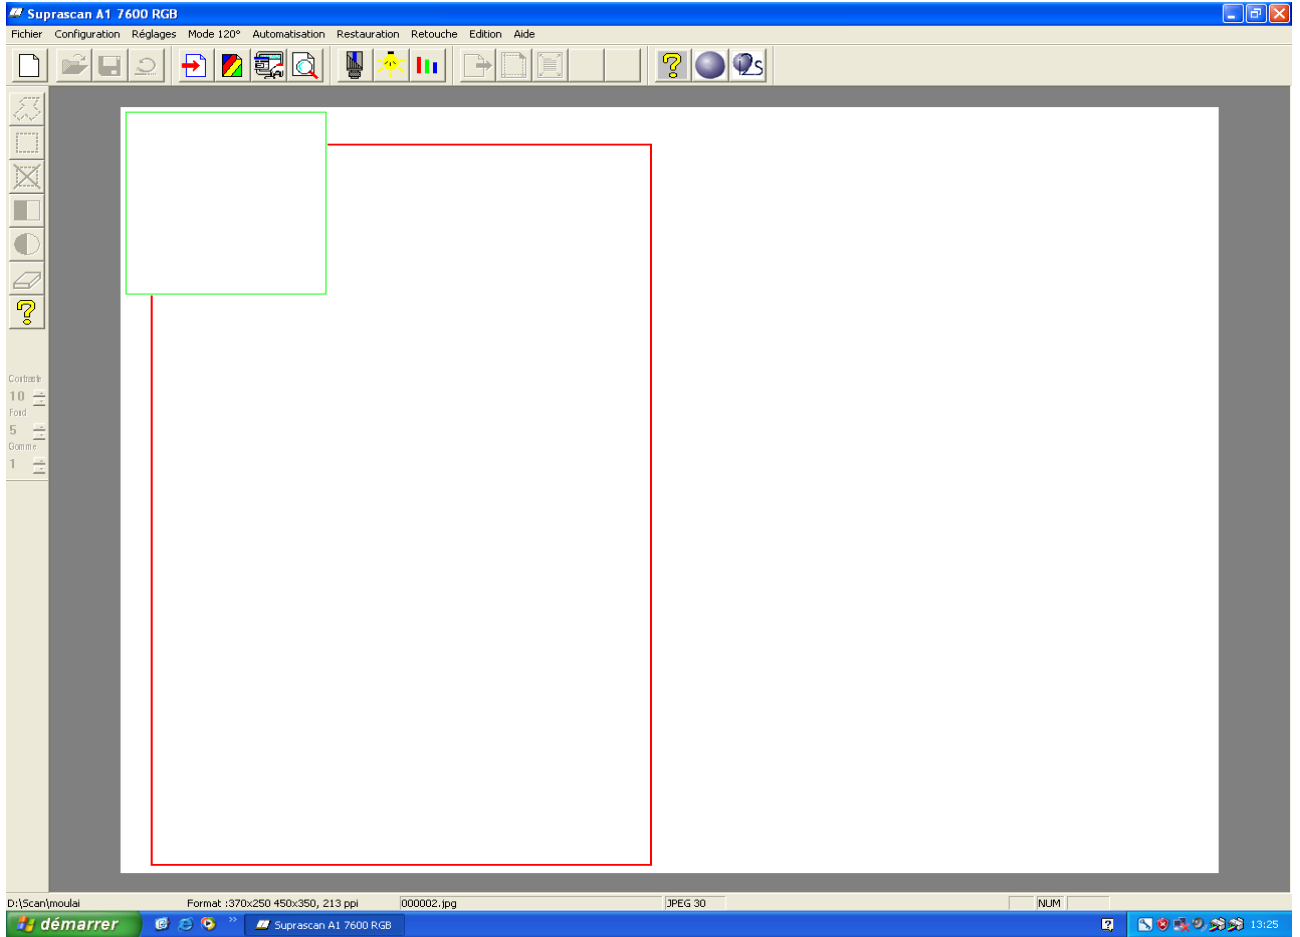 Suprascan A1 7600 RGB
Fichier Configuration Réglages Mode 120° Automatisation Restauration Retouche Edition Aide
i2s
Contraste
10
Fond
5
Gomme
1
D:\Scan\moulai Format :370x250 450x350, 213 ppi 000002.jpg JPEG 30 NUM
démarrer Suprascan A1 7600 RGB 13:25